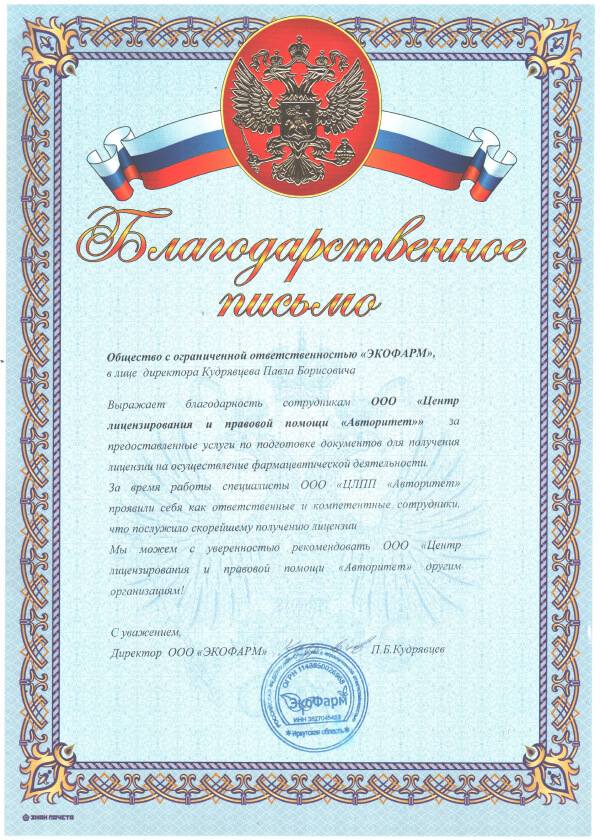 Благодарственное
письмо
Общество с ограниченной ответственностью «ЭКОФАРМ»,
в лице директора Кудрявцева Павла Борисовича
Выражает благодарность сотрудникам ООО «Центр
лицензирования и правовой помощи «Авторитет»» за
предоставленные услуги по подготовке документов для получения
лицензии на осуществление фармацевтической деятельности.
За время работы специалисты ООО «ЦЛПП «Авторитет»
проявили себя как ответственные и компетентные сотрудники,
что послужило скорейшему получению лицензии
Мы можем с уверенностью рекомендовать ООО «Центр
лицензирования и правовой помощи «Авторитет» другим
организациям!
С уважением,
Директор ООО «ЭКОФАРМ» П.Б.Кудрявцев
ОГРН
ЭкоФарм
ИНН
Иркутская область
ЗНАК ПОЧЕТА